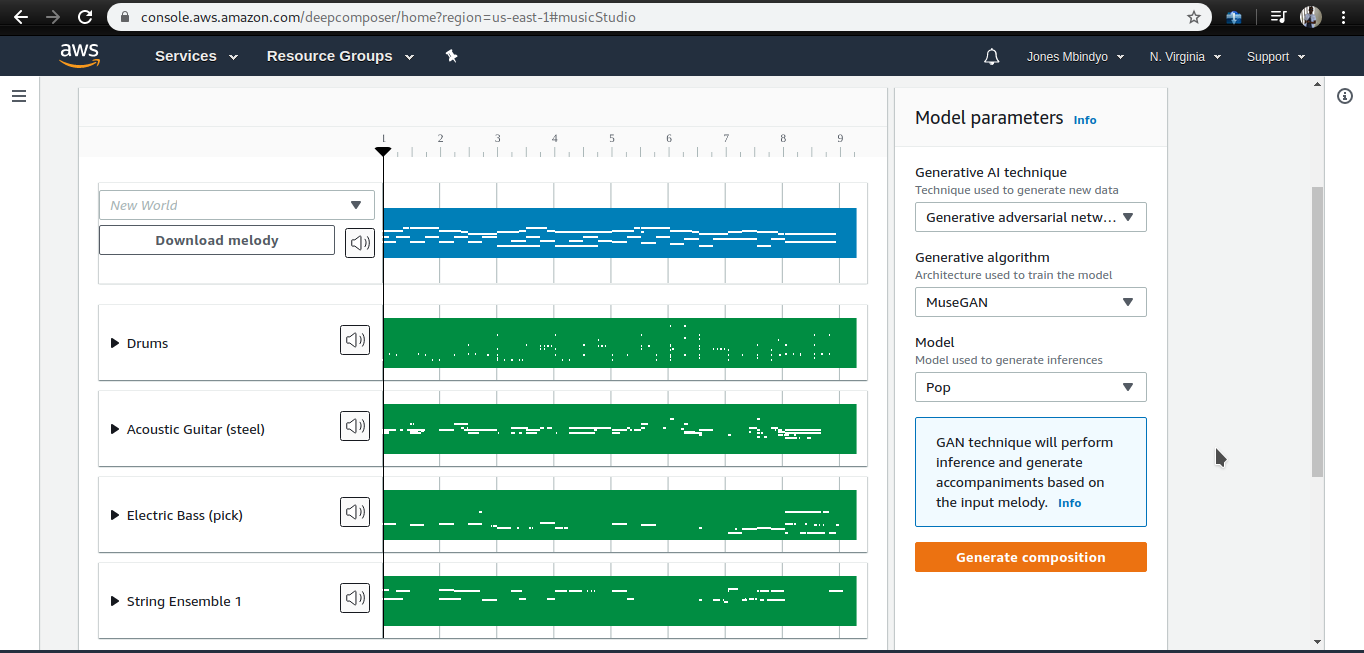 console.aws.amazon.com/deepcomposer/home?region=us-east-1#musicStudio
aws
Services
Resource Groups
Jones Mbindyo
N. Virginia
Support
1 2 3 4 5 6 7 8 9
New World
Download melody
Drums
Acoustic Guitar (steel)
Electric Bass (pick)
String Ensemble 1
Model parameters Info
Generative AI technique
Technique used to generate new data
Generative adversarial netw...
Generative algorithm
Architecture used to train the model
MuseGAN
Model
Model used to generate inferences
Pop
GAN technique will perform
inference and generate
accompaniments based on
the input melody. Info
Generate composition